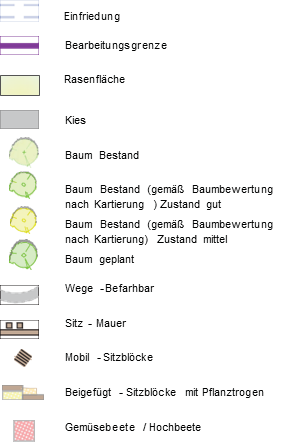 Einfriedung
Bearbeitungsgrenze
Rasenfläche
Kies
Baum Bestand
Baum Bestand (gemäß Baumbewertung
nach Kartierung ) Zustand gut
Baum Bestand (gemäß Baumbewertung
nach Kartierung) Zustand mittel
Baum geplant
Wege -Befarhbar
Sitz - Mauer
Mobil -Sitzblöcke
Beigefügt - Sitzblöcke mit Pflanztrogen
Gemüsebeete / Hochbeete